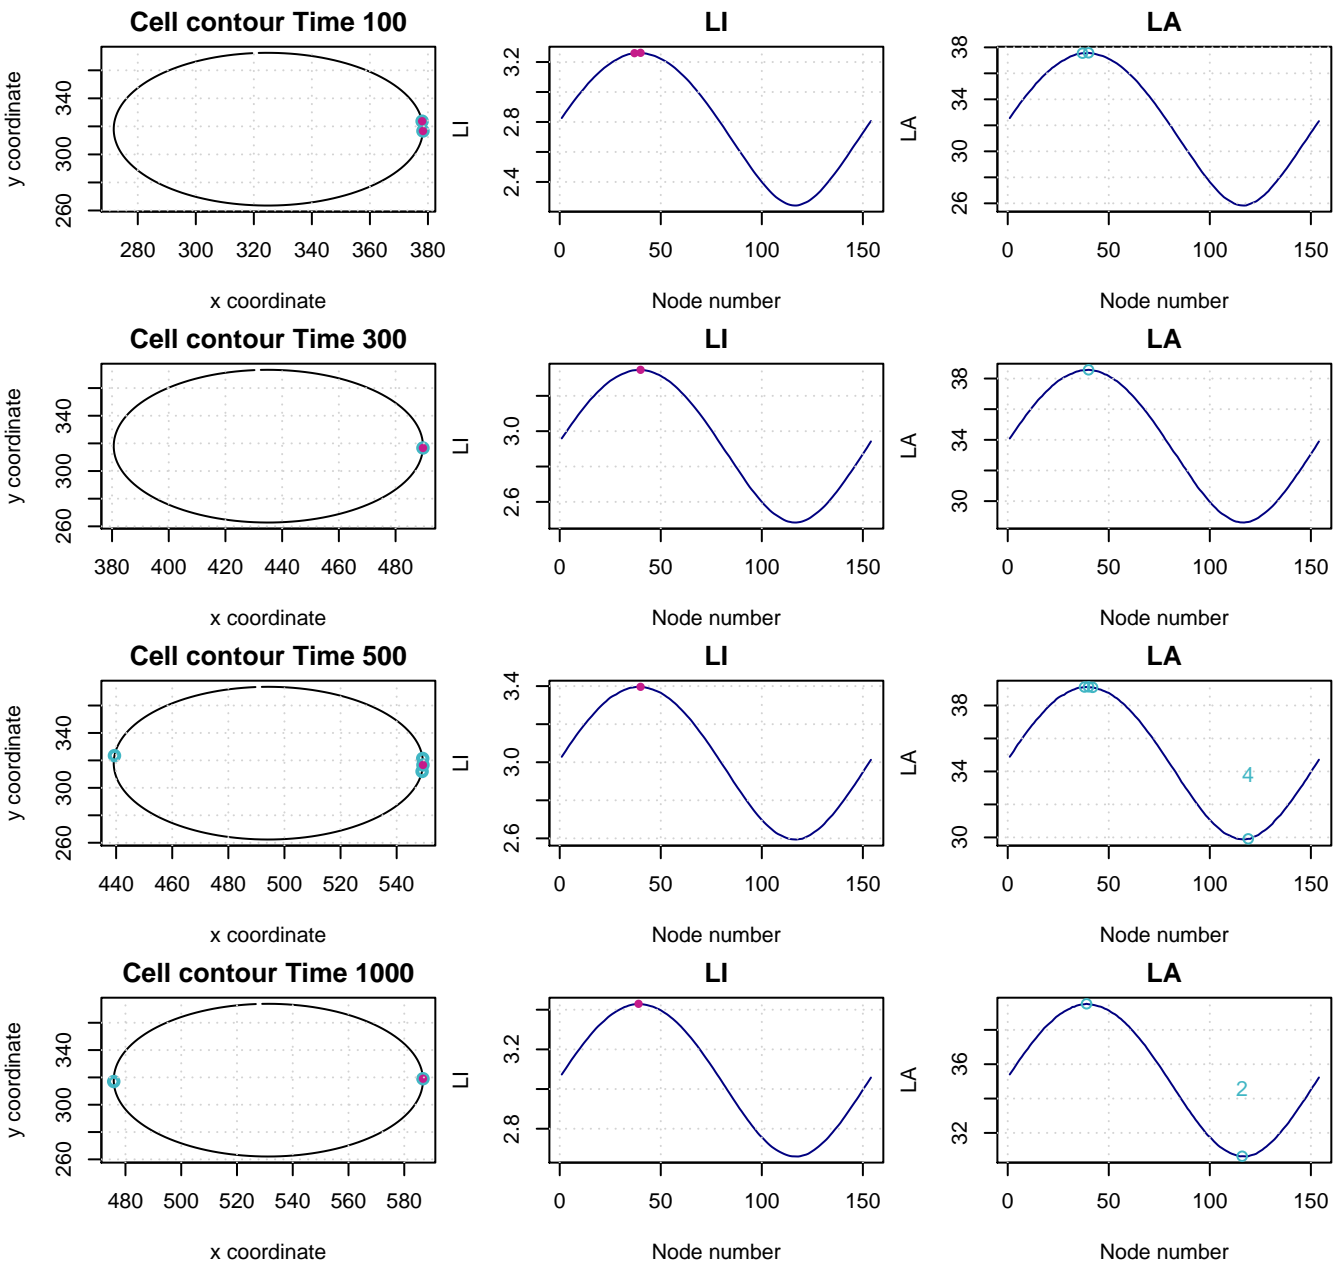 Cell contour Time 100
LI
LA
y coordinate
260 300 340
280 300 320 340 360 380
x coordinate
LI
2.4 2.8 3.2
0 50 100 150
Node number
LA
26 30 34 38
0 50 100 150
Node number
Cell contour Time 300
LI
LA
y coordinate
260 300 340
380 400 420 440 460 480
x coordinate
LI
2.6 3.0
0 50 100 150
Node number
LA
30 34 38
0 50 100 150
Node number
Cell contour Time 500
LI
LA
y coordinate
260 300 340
440 460 480 500 520 540
x coordinate
LI
2.6 3.0 3.4
0 50 100 150
Node number
LA
30 34 38
4
0 50 100 150
Node number
Cell contour Time 1000
LI
LA
y coordinate
260 300 340
480 500 520 540 560 580
x coordinate
LI
2.8 3.2
0 50 100 150
Node number
LA
32 36
2
0 50 100 150
Node number